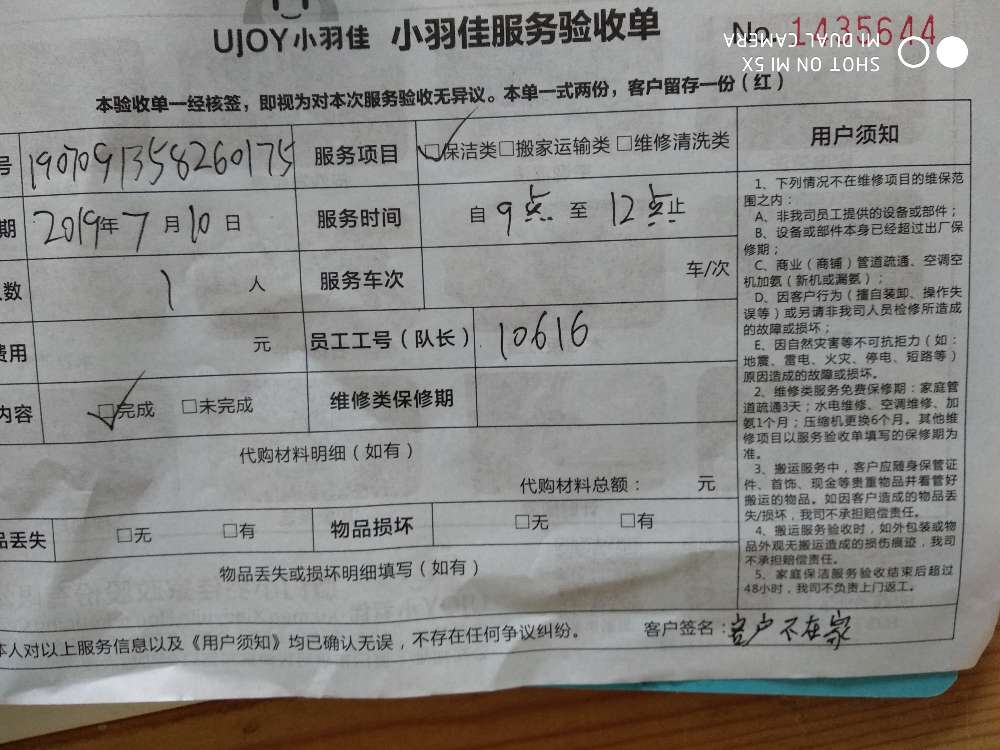 UJOY小羽佳 小羽佳服务验收单 No. 1435644
SHOT ON MI 5X
MI DUAL CAMERA
本验收单一经核签，即视为对本次服务验收无异议。本单一式两份，客户留存一份（红）
号 1907091358260175 服务项目 □保洁类□搬家运输类 □维修清洗类
期 2019年7月10日 服务时间 自 9点 至 12点止
人数 1 人 服务车次 车/次
费用 元 员工工号（队长） 10616
内容 □完成 □未完成 维修类保修期
代购材料明细（如有）
代购材料总额： 元
品丢失 □无 □有 物品损坏 □无 □有
物品丢失或损坏明细填写（如有）
本人对以上服务信息以及《用户须知》均已确认无误，不存在任何争议纠纷。 客户签名：客户不在家
用户须知
1、下列情况不在维修项目的维保范
围之内：
A、非我司员工提供的设备或部件；
B、设备或部件本身已经超过出厂保
修期；
C、商业（商铺）管道疏通、空调空
机加氨（新机或漏氨）；
D、因客户行为（擅自装卸、操作失
误等）或另请非我司人员检修所造成
的故障或损坏；
E、因自然灾害等不可抗拒力（如：
地震、雷电、火灾、停电、短路等）
原因造成的故障或损坏。
2、维修类服务免费保修期：家庭管
道疏通3天；水电维修、空调维修、加
氨1个月；压缩机更换6个月。其他维
修项目以服务验收单填写的保修期为
准。
3、搬运服务中，客户应随身保管证
件、首饰、现金等贵重物品并看管好
搬运的物品。如因客户造成的物品丢
失/损坏，我司不承担赔偿责任。
4、搬运服务验收时，如外包装或物
品外观无搬运造成的损伤痕迹，我司
不承担赔偿责任。
5、家庭保洁服务验收结束后超过
48小时，我司不负责上门返工。